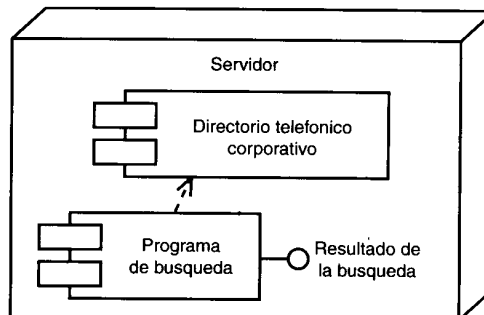 Servidor
Directorio telefonico
corporativo
Programa
de busqueda
Resultado de
la busqueda